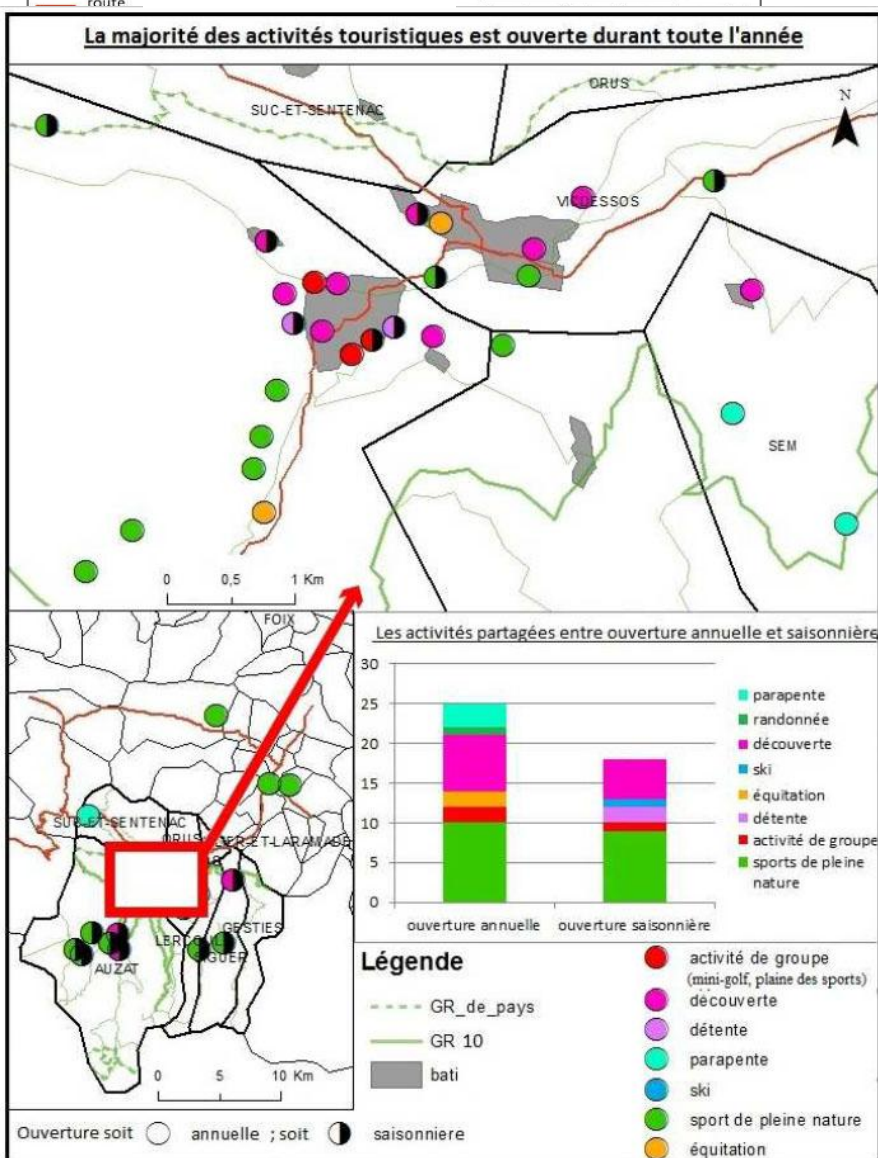 route
La majorité des activités touristiques est ouverte durant toute l'année
ORUS
SUC-ET-SENTENAC
N
VICDESSOS
SEM
0 0,5 1 Km
FOIX
SUC-ET-SENTENAC
ORUS
ER-ET-LARAMADE
GESTIES
LERCOUL
SIGUER
AUZAT
0 5 10 Km
Ouverture soit annuelle ; soit saisonniere
Les activités partagées entre ouverture annuelle et saisonnière
30
25
20
15
10
5
0
ouverture annuelle ouverture saisonnière
parapente
randonnée
découverte
ski
équitation
détente
activité de groupe
sports de pleine
nature
Légende
GR_de_pays
GR 10
bati
activité de groupe
(mini-golf, plaine des sports)
découverte
détente
parapente
ski
sport de pleine nature
équitation